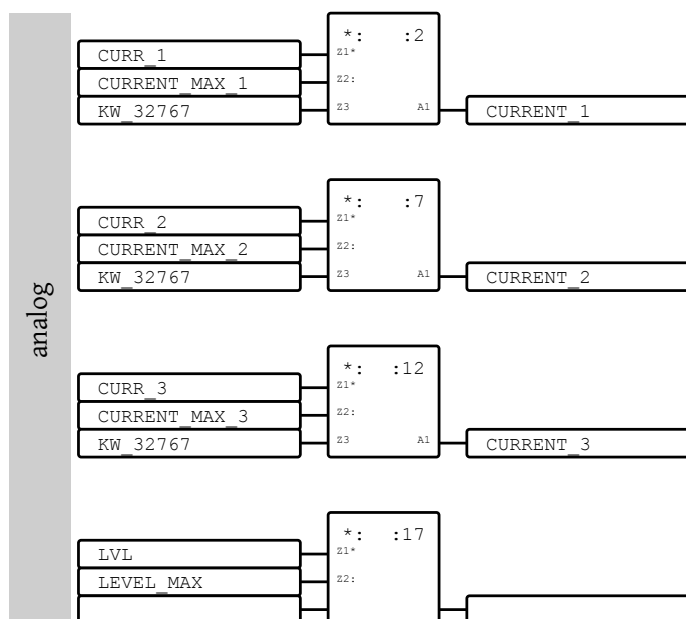 analog
*: :2
CURR_1 Z1*
CURRENT_MAX_1 Z2:
KW_32767 Z3 A1 CURRENT_1
*: :7
CURR_2 Z1*
CURRENT_MAX_2 Z2:
KW_32767 Z3 A1 CURRENT_2
*: :12
CURR_3 Z1*
CURRENT_MAX_3 Z2:
KW_32767 Z3 A1 CURRENT_3
*: :17
LVL Z1*
LEVEL_MAX Z2: